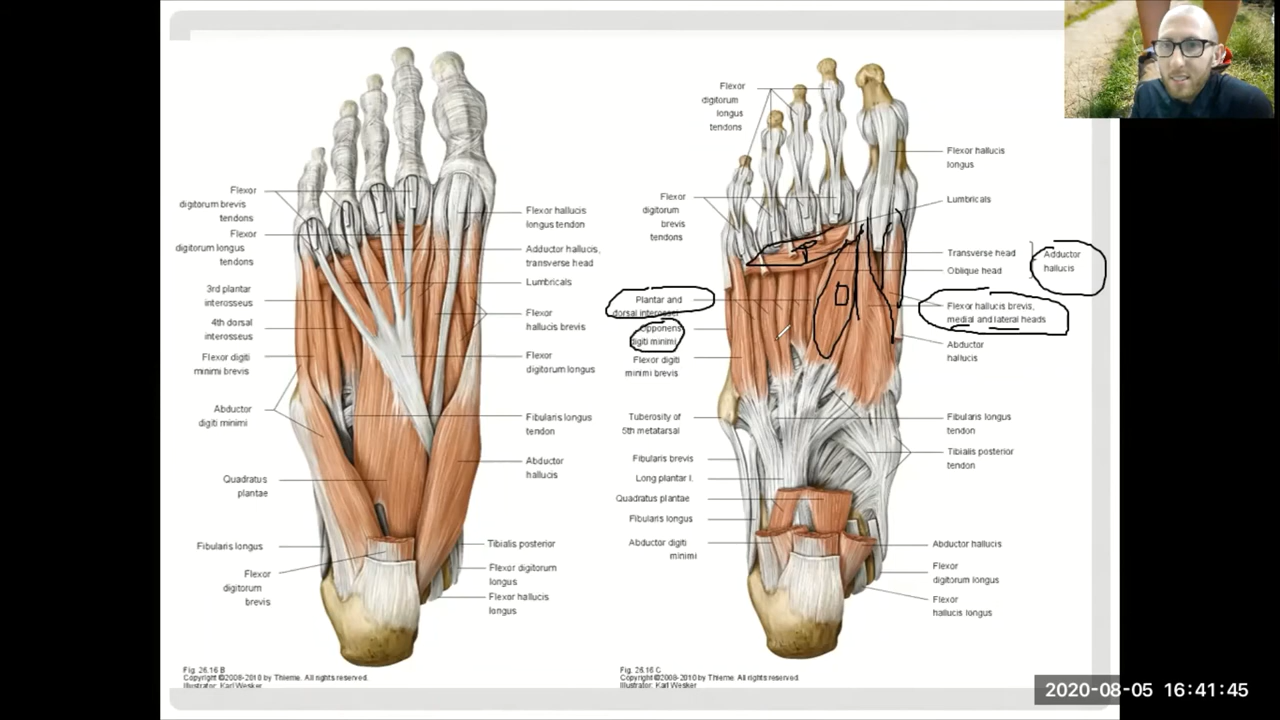 Flexor
digitorum brevis
tendons
Flexor
digitorum longus
tendons
3rd plantar
interosseus
4th dorsal
interosseus
Flexor digiti
minimi brevis
Abductor
digiti minimi
Quadratus
plantae
Fibularis longus
Flexor
digitorum
brevis
Flexor hallucis
longus tendon
Adductor hallucis,
transverse head
Lumbricals
Flexor
hallucis brevis
Flexor
digitorum longus
Fibularis longus
tendon
Abductor
hallucis
Tibialis posterior
Flexor digitorum
longus
Flexor hallucis
longus
Fig. 26.16 B
Copyright ©2008-2010 by Thieme. All rights reserved.
Illustrator: Karl Wesker
Flexor
digitorum
longus
tendons
Flexor
digitorum
brevis
tendons
Plantar and
dorsal interossei
Opponens
digiti minimi
Flexor digiti
minimi brevis
Tuberosity of
5th metatarsal
Fibularis brevis
Long plantar l.
Quadratus plantae
Fibularis longus
Abductor digiti
minimi
Flexor hallucis
longus
Lumbricals
Transverse head
Oblique head
Adductor
hallucis
Flexor hallucis brevis,
medial and lateral heads
Abductor
hallucis
Fibularis longus
tendon
Tibialis posterior
tendon
Abductor hallucis
Flexor
digitorum longus
Flexor
hallucis longus
Fig. 26.16 C
Copyright ©2008-2010 by Thieme. All rights reserved.
Illustrator: Karl Wesker
2020-08-05 16:41:45